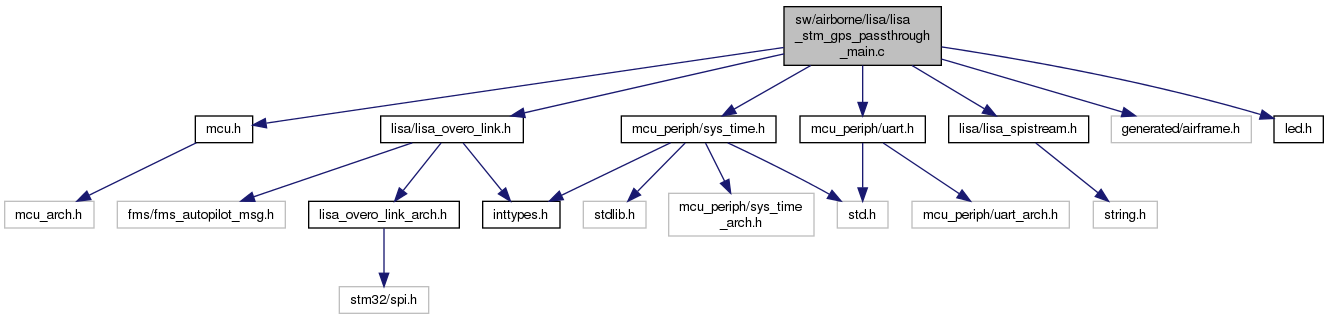 sw/airborne/lisa/lisa
_stm_gps_passthrough
_main.c
mcu.h
lisa/lisa_overo_link.h
mcu_periph/sys_time.h
mcu_periph/uart.h
lisa/lisa_spistream.h
generated/airframe.h
led.h
mcu_arch.h
fms/fms_autopilot_msg.h
lisa_overo_link_arch.h
inttypes.h
stdlib.h
mcu_periph/sys_time
_arch.h
std.h
mcu_periph/uart_arch.h
string.h
stm32/spi.h